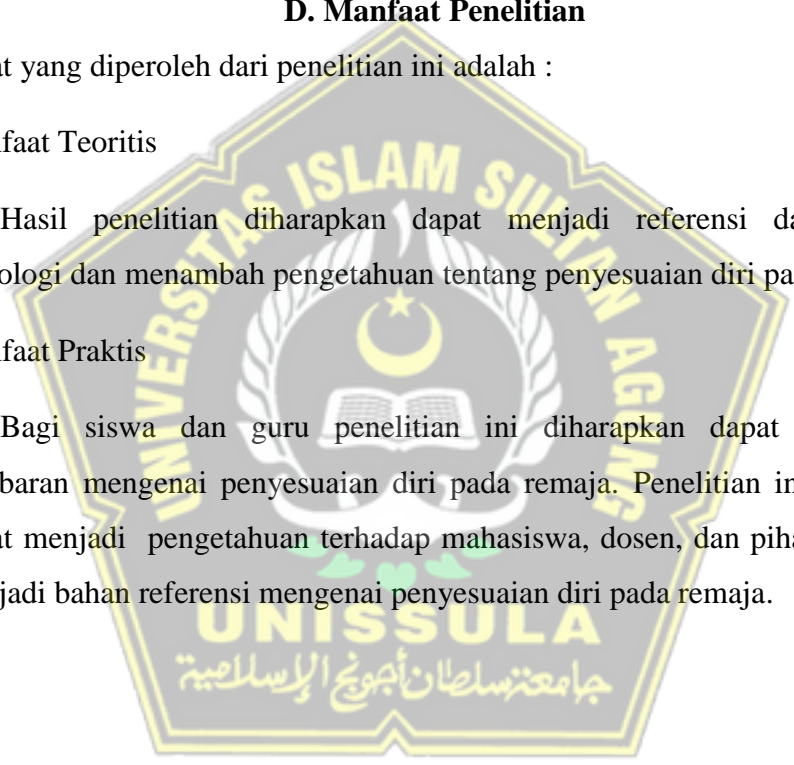 D. Manfaat Penelitian
at yang diperoleh dari penelitian ini adalah :
faat Teoritis
Hasil penelitian diharapkan dapat menjadi referensi da
ologi dan menambah pengetahuan tentang penyesuaian diri pa
faat Praktis
Bagi siswa dan guru penelitian ini diharapkan dapat
baran mengenai penyesuaian diri pada remaja. Penelitian in
at menjadi pengetahuan terhadap mahasiswa, dosen, dan piha
jadi bahan referensi mengenai penyesuaian diri pada remaja.
UNIVERSITAS ISLAM SULTAN AGUNG
UNISSULA
جامعة سلطان أجونج الإسلامية